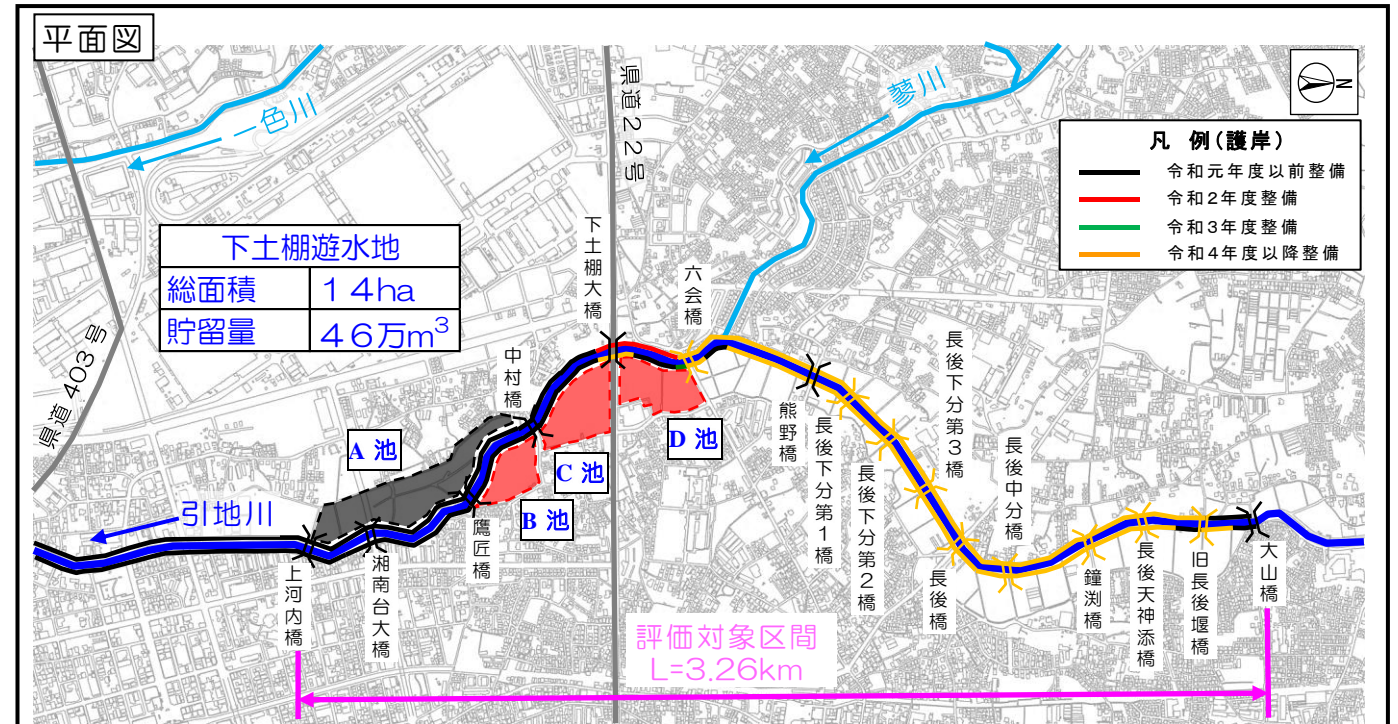 平面図
一色川
県道22号
蓼川
N
凡 例(護岸)
令和元年度以前整備
令和2年度整備
令和3年度整備
令和4年度以降整備
下土棚遊水地
総面積 14ha
貯留量 46万m³
県道403号
下土棚大橋
六会橋
中村橋
A 池
B 池
C 池
D 池
引地川
上河内橋
湘南台大橋
鷹匠橋
熊野橋
長後下分第1橋
長後下分第2橋
長後下分第3橋
長後橋
長後中分橋
鐘渕橋
長後天神添橋
旧長後堰橋
大山橋
評価対象区間
L=3.26km